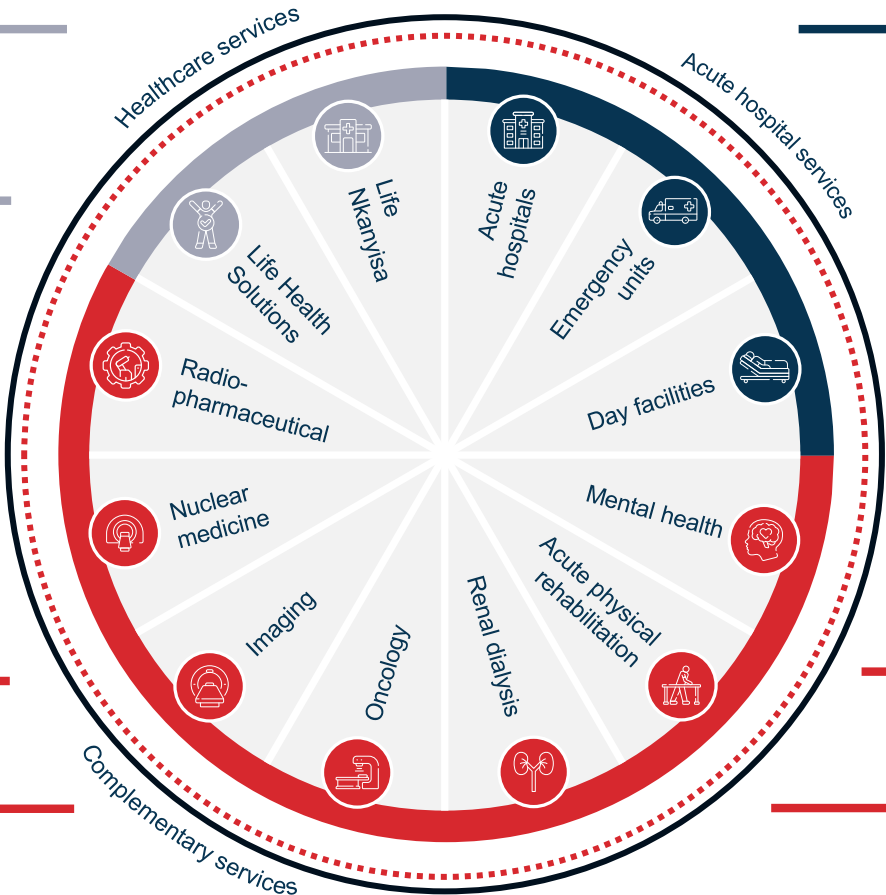 Healthcare services
Acute hospital services
Complementary services
Acute
hospitals
Emergency
units
Day facilities
Mental health
Acute physical
rehabilitation
Renal dialysis
Oncology
Imaging
Nuclear
medicine
Radio-
pharmaceutical
Life Health
Solutions
Life
Nkanyisa